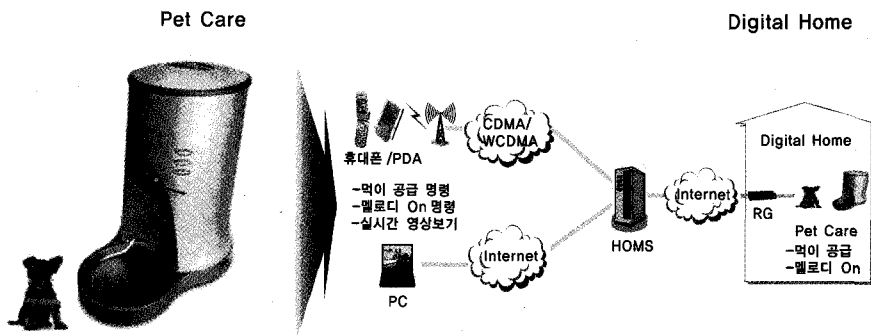 Pet Care
Digital Home
휴대폰 /PDA
CDMA/
WCDMA
-먹이 공급 명령
-멜로디 On 명령
-실시간 영상보기
PC
Internet
HOMS
Internet
Digital Home
RG
Pet Care
-먹이 공급
-멜로디 On